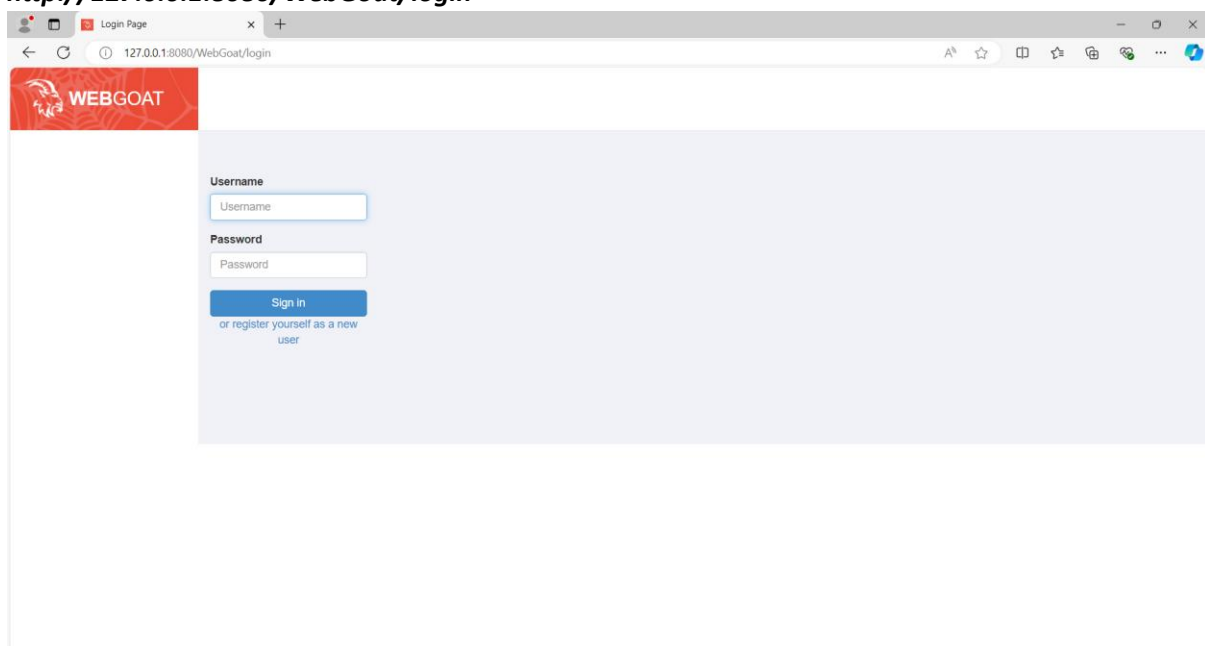 Login Page
127.0.0.1:8080/WebGoat/login
WEBGOAT
Username
Username
Password
Password
Sign in
or register yourself as a new
user